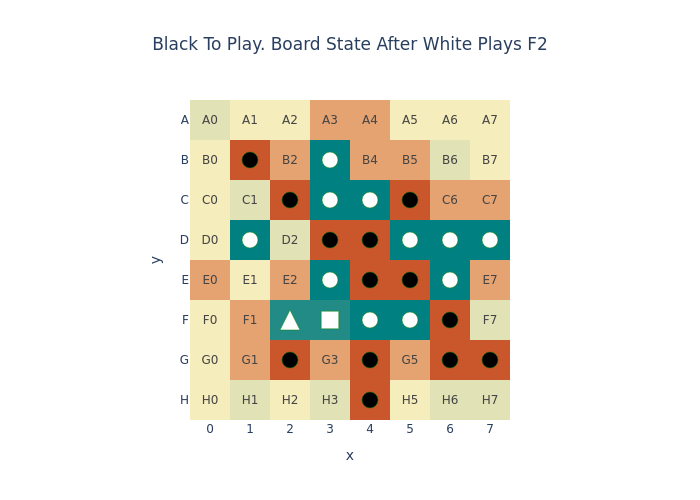 Black To Play. Board State After White Plays F2
A A0 A1 A2 A3 A4 A5 A6 A7
B B0 B2 B4 B5 B6 B7
C C0 C1 C6 C7
D D0 D2
E E0 E1 E2 E7
F F0 F1 F7
G G0 G1 G3 G5
H H0 H1 H2 H3 H5 H6 H7
0 1 2 3 4 5 6 7
x
y